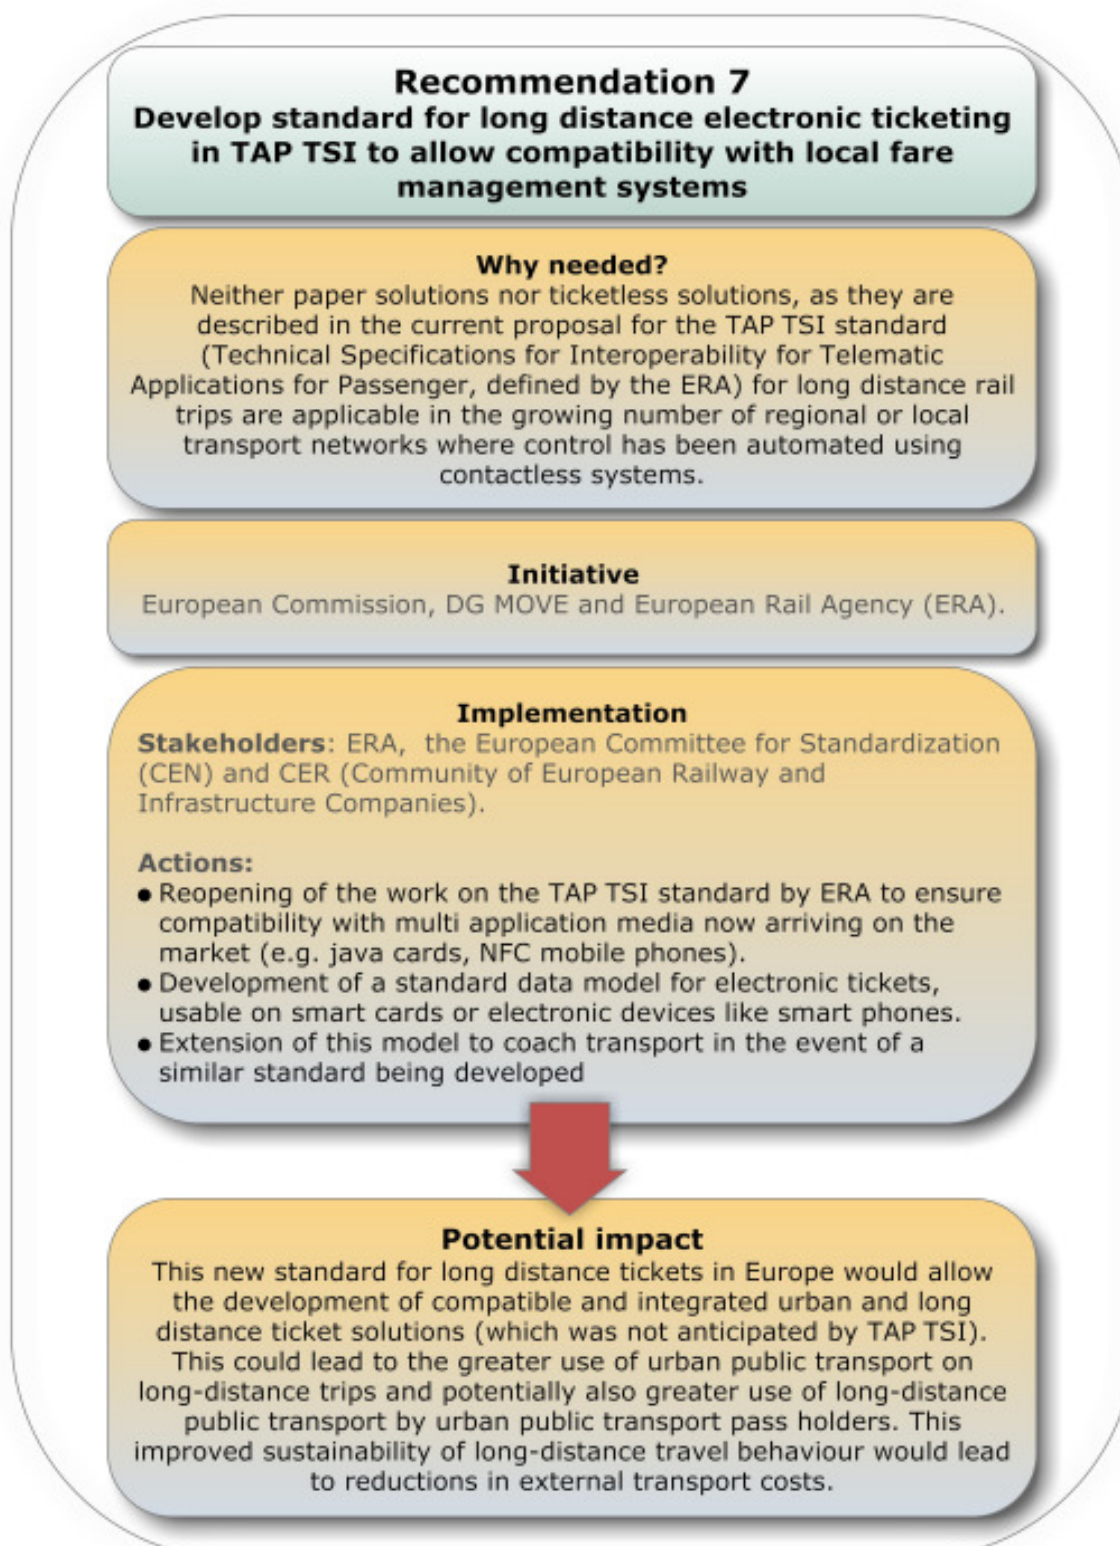 Recommendation 7
Develop standard for long distance electronic ticketing
in TAP TSI to allow compatibility with local fare
management systems
Why needed?
Neither paper solutions nor ticketless solutions, as they are
described in the current proposal for the TAP TSI standard
(Technical Specifications for Interoperability for Telematic
Applications for Passenger, defined by the ERA) for long distance rail
trips are applicable in the growing number of regional or local
transport networks where control has been automated using
contactless systems.
Initiative
European Commission, DG MOVE and European Rail Agency (ERA).
Implementation
Stakeholders: ERA, the European Committee for Standardization
(CEN) and CER (Community of European Railway and
Infrastructure Companies).
Actions:
● Reopening of the work on the TAP TSI standard by ERA to ensure
compatibility with multi application media now arriving on the
market (e.g. java cards, NFC mobile phones).
● Development of a standard data model for electronic tickets,
usable on smart cards or electronic devices like smart phones.
● Extension of this model to coach transport in the event of a
similar standard being developed
Potential impact
This new standard for long distance tickets in Europe would allow
the development of compatible and integrated urban and long
distance ticket solutions (which was not anticipated by TAP TSI).
This could lead to the greater use of urban public transport on
long-distance trips and potentially also greater use of long-distance
public transport by urban public transport pass holders. This
improved sustainability of long-distance travel behaviour would lead
to reductions in external transport costs.